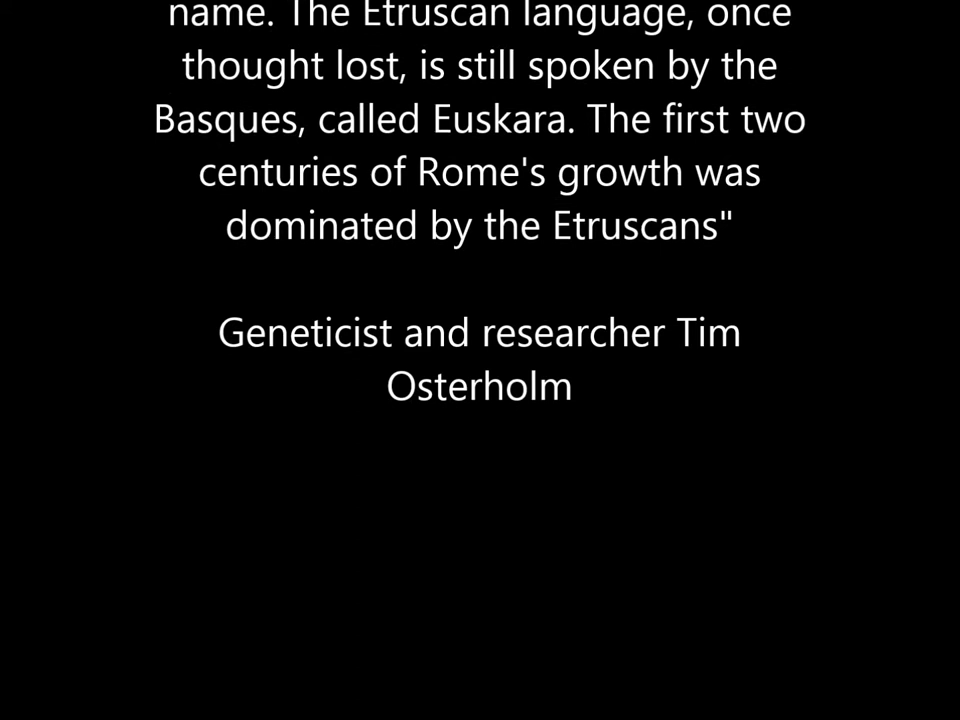 name. The Etruscan language, once
thought lost, is still spoken by the
Basques, called Euskara. The first two
centuries of Rome's growth was
dominated by the Etruscans"
Geneticist and researcher Tim
Osterholm